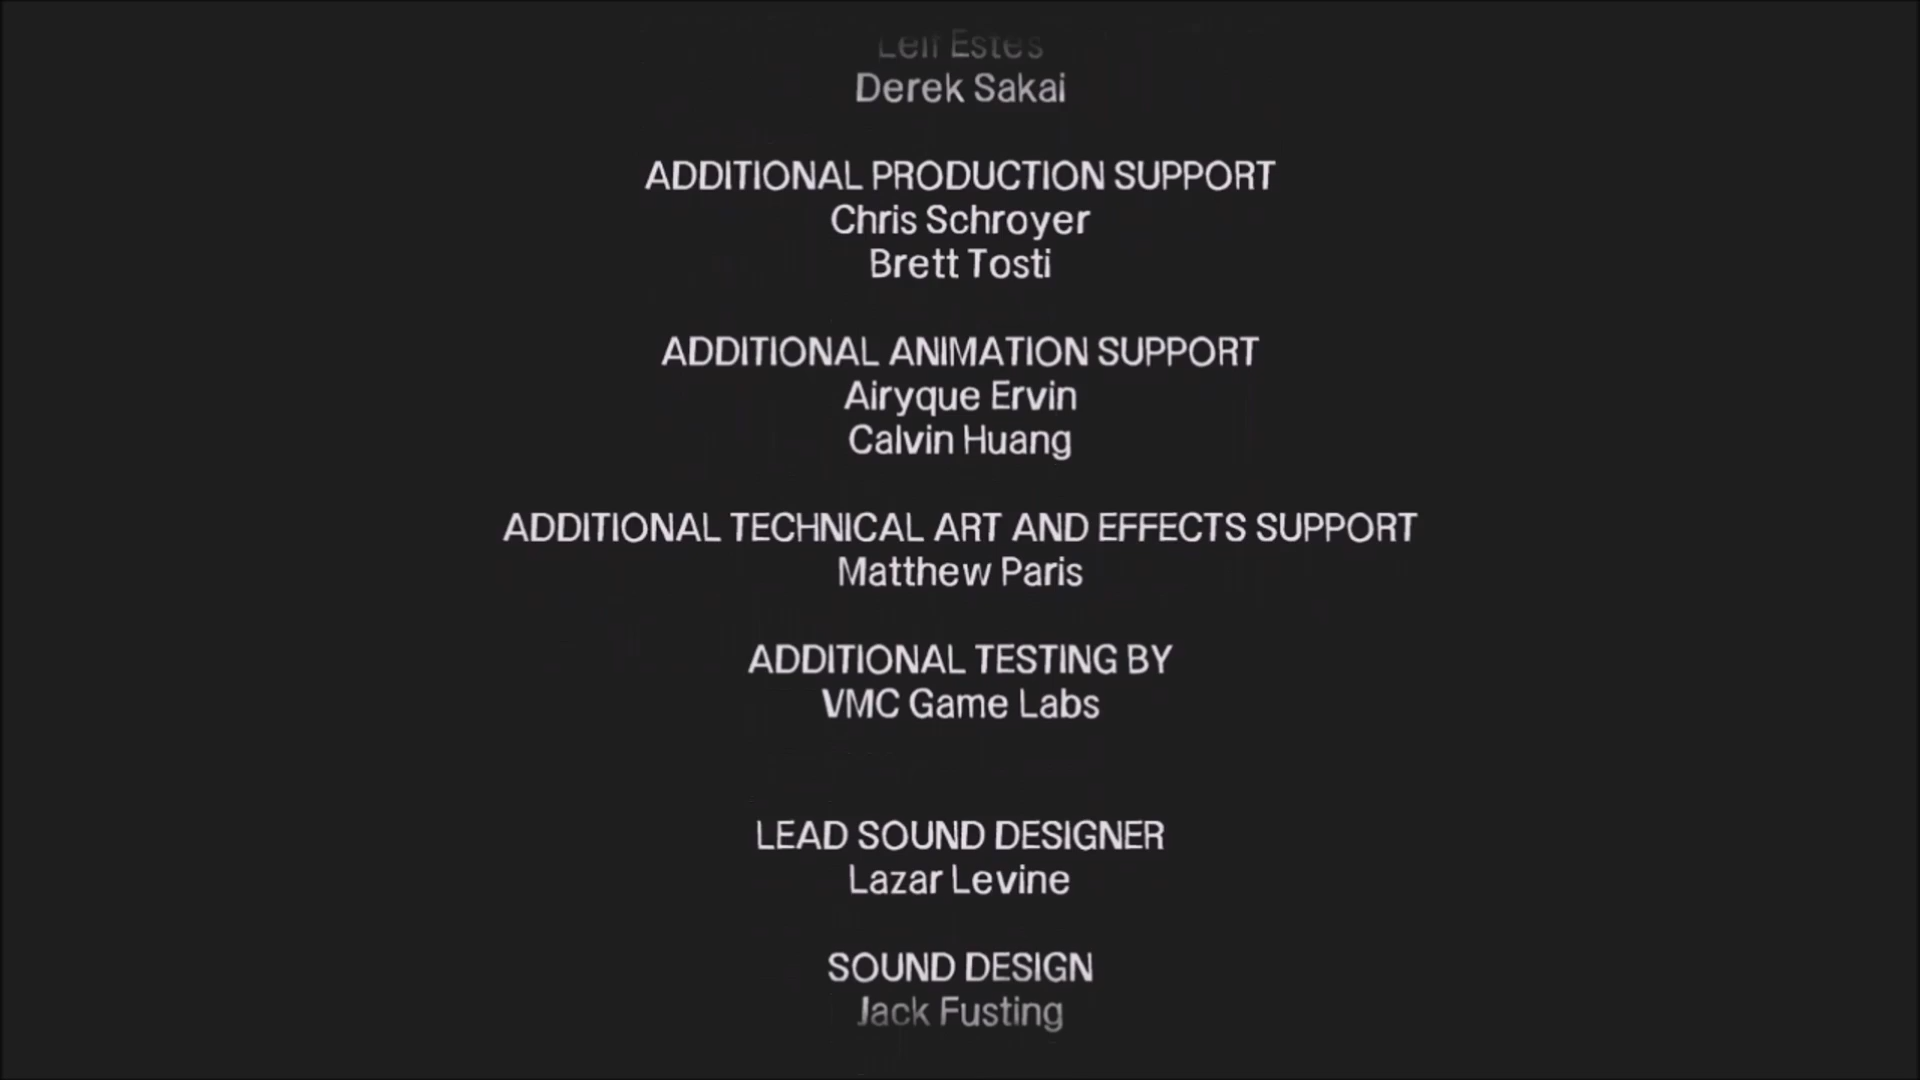 Leif Estes
Derek Sakai
ADDITIONAL PRODUCTION SUPPORT
Chris Schroyer
Brett Tosti
ADDITIONAL ANIMATION SUPPORT
Airyque Ervin
Calvin Huang
ADDITIONAL TECHNICAL ART AND EFFECTS SUPPORT
Matthew Paris
ADDITIONAL TESTING BY
VMC Game Labs
LEAD SOUND DESIGNER
Lazar Levine
SOUND DESIGN
Jack Fusting